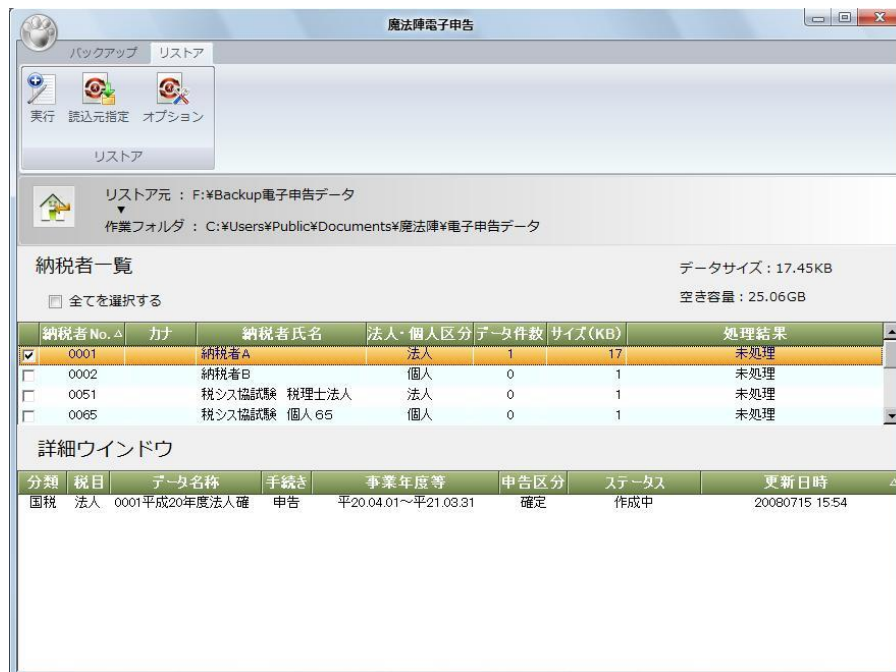 魔法陣電子申告
バックアップ リストア
実行 読込元指定 オプション
リストア
リストア元 : F:¥Backup電子申告データ
▼
作業フォルダ : C:¥Users¥Public¥Documents¥魔法陣¥電子申告データ
納税者一覧
データサイズ：17.45KB
全てを選択する
空き容量：25.06GB
納税者No.△ カナ 納税者氏名 法人・個人区分 データ件数 サイズ(KB) 処理結果
0001 納税者A 法人 1 17 未処理
0002 納税者B 個人 0 1 未処理
0051 税シス協試験 税理士法人 法人 0 1 未処理
0065 税シス協試験 個人65 個人 0 1 未処理
詳細ウインドウ
分類 税目 データ名称 手続き 事業年度等 申告区分 ステータス 更新日時 △
国税 法人 0001平成20年度法人確 申告 平20.04.01～平21.03.31 確定 作成中 20080715 15:54